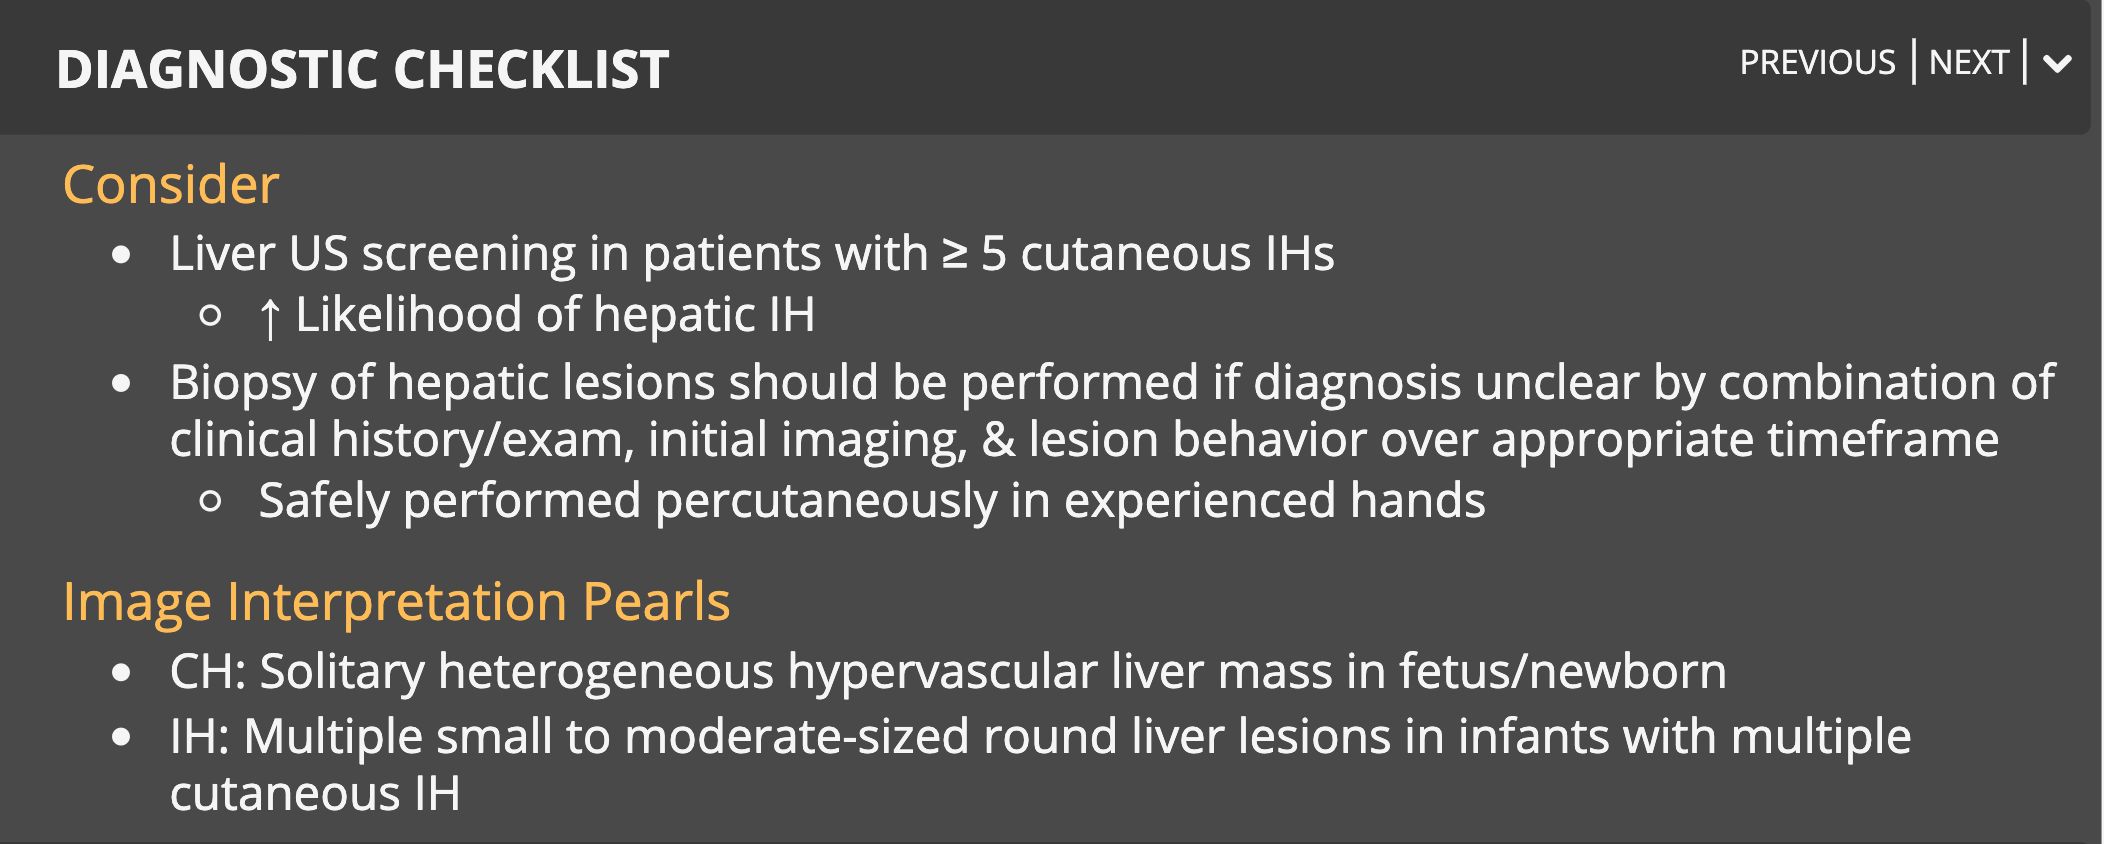 DIAGNOSTIC CHECKLIST
PREVIOUS | NEXT |
Consider
• Liver US screening in patients with ≥ 5 cutaneous IHs
○ ↑ Likelihood of hepatic IH
• Biopsy of hepatic lesions should be performed if diagnosis unclear by combination of
clinical history/exam, initial imaging, & lesion behavior over appropriate timeframe
○ Safely performed percutaneously in experienced hands
Image Interpretation Pearls
• CH: Solitary heterogeneous hypervascular liver mass in fetus/newborn
• IH: Multiple small to moderate-sized round liver lesions in infants with multiple
cutaneous IH